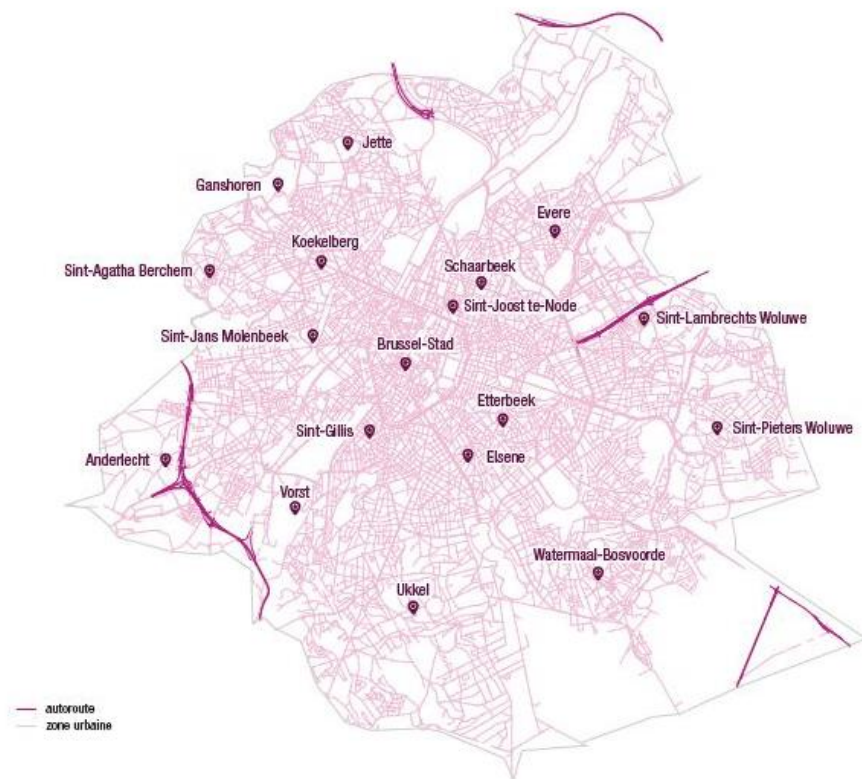 Jette
Ganshoren
Evere
Koekelberg
Schaarbeek
Sint-Agatha Berchem
Sint-Joost te-Node
Sint-Lambrechts Woluwe
Sint-Jans Molenbeek
Brussel-Stad
Etterbeek
Sint-Gillis
Sint-Pieters Woluwe
Anderlecht
Elsene
Vorst
Watermaal-Bosvoorde
Ukkel
autoroute
zone urbaine